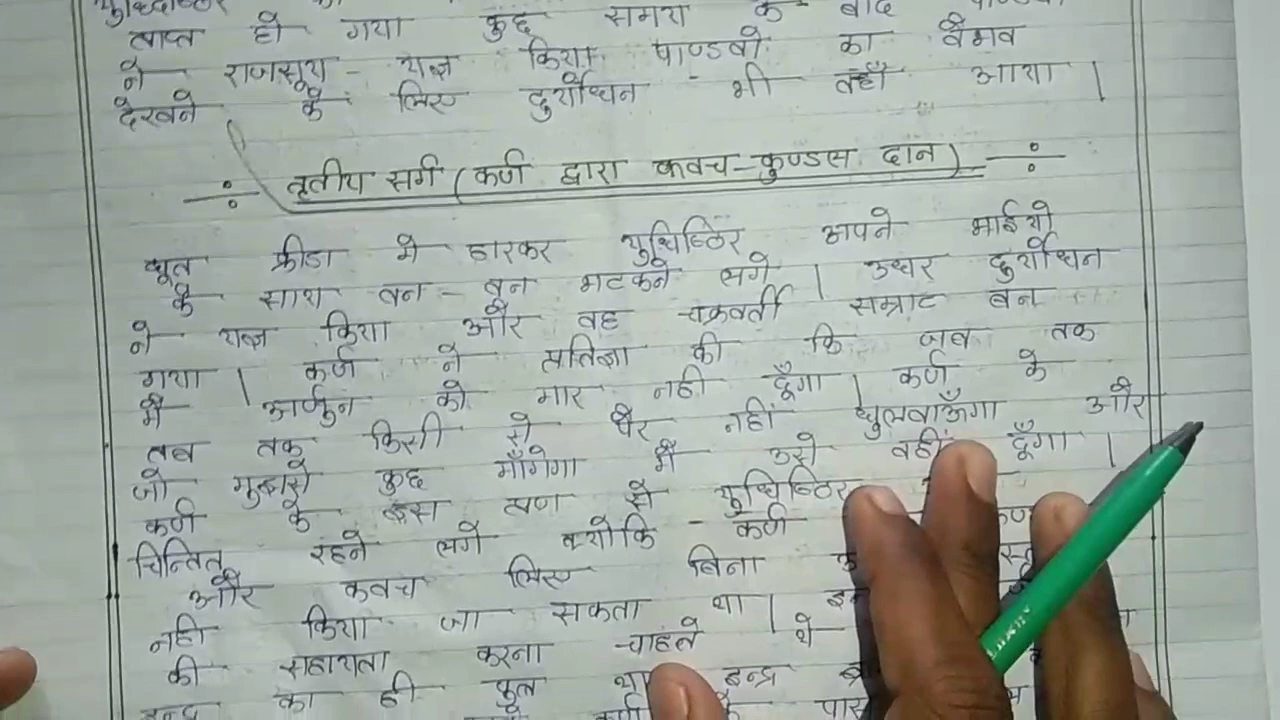 प्राप्त हो गया कुछ समय के बाद
ने राजसूय - यज्ञ किया पाण्डवो का वैभव
देखने के लिए दुर्योधन भी वहाँ आया |
तृतीय सर्ग (कर्ण द्वारा कवच-कुण्डल दान)
धूत क्रीडा मे हारकर युधिष्ठिर अपने भाईयो
के साथ वन - वन भटकने लगे | उधर दुर्योधन
ने यज्ञ किया और वह चक्रवर्ती सम्राट बन
गया | कर्ण ने प्रतिज्ञा की कि जब तक
मै अर्जुन को मार नही दूँगा | कर्ण के
तब तक किसी से पैर नहीं धुलवाऊँगा और
जो मुझसे कुछ माँगेगा मैं उसे वहीं दूँगा |
कर्ण के इस प्रण से युधिष्ठिर
चिन्तित रहने लगे क्योकि - कर्ण
और कवच लिए बिना
नही किया जा सकता था |
की सहायता करना चाहते थे
इन्द्र का ही पुत्र था इन्द्र
कर्ण के पास